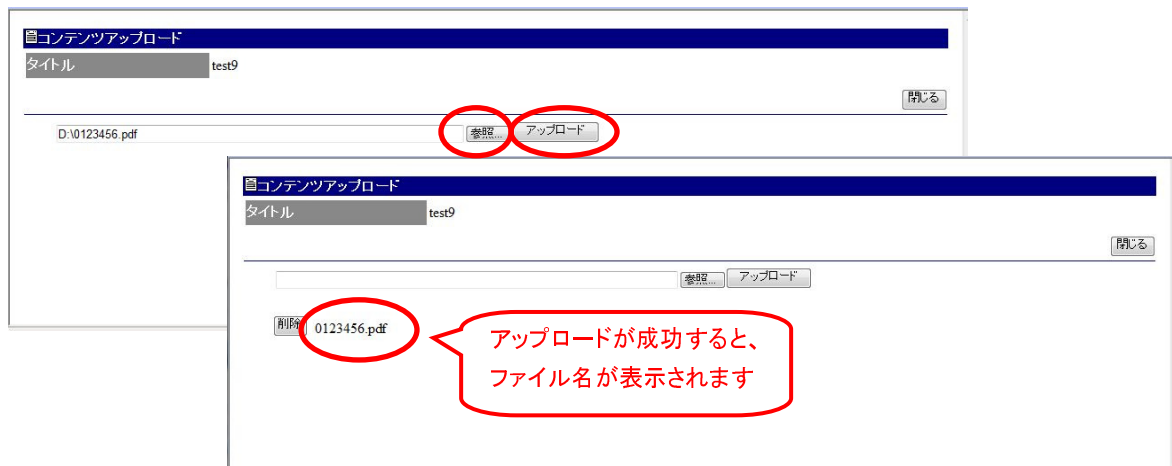 コンテンツアップロード
タイトル test9
閉じる
D:\0123456.pdf 参照... アップロード
コンテンツアップロード
タイトル test9
閉じる
参照... アップロード
削除 0123456.pdf
アップロードが成功すると、
ファイル名が表示されます